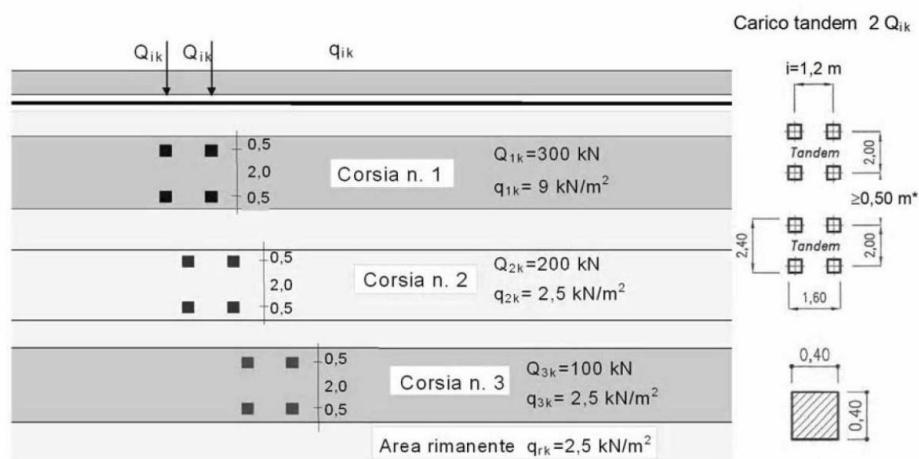 Carico tandem 2 Qik
Qik Qik qik
i=1,2 m
0,5
2,0
0,5
Corsia n. 1
Q1k=300 kN
q1k= 9 kN/m²
Tandem
2,00
≥0,50 m*
0,5
2,0
0,5
Corsia n. 2
Q2k=200 kN
q2k= 2,5 kN/m²
2,40
Tandem
2,00
1,60
0,5
2,0
0,5
Corsia n. 3
Q3k=100 kN
q3k= 2,5 kN/m²
0,40
0,40
Area rimanente qrk=2,5 kN/m²